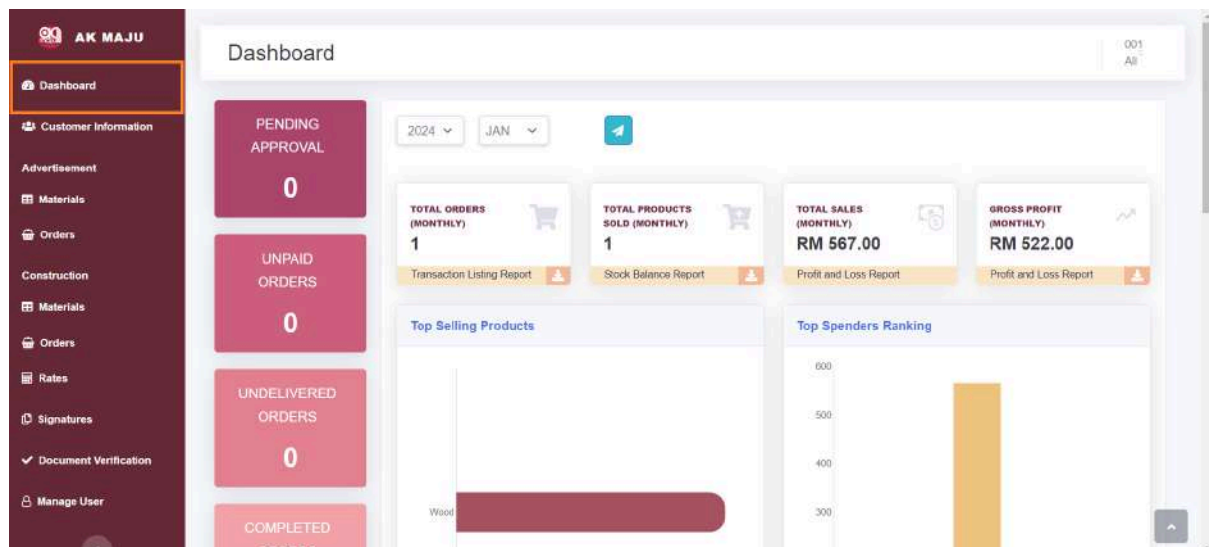 AK MAJU
Dashboard
Customer Information
Advertisement
Materials
Orders
Construction
Materials
Orders
Rates
Signatures
Document Verification
Manage User
Dashboard
001
All
PENDING
APPROVAL
0
UNPAID
ORDERS
0
UNDELIVERED
ORDERS
0
COMPLETED
2024
JAN
TOTAL ORDERS
(MONTHLY)
1
Transaction Listing Report
TOTAL PRODUCTS
SOLD (MONTHLY)
1
Stock Balance Report
TOTAL SALES
(MONTHLY)
RM 567.00
Profit and Loss Report
GROSS PROFIT
(MONTHLY)
RM 522.00
Profit and Loss Report
Top Selling Products
Wood
Top Spenders Ranking
600
500
400
300